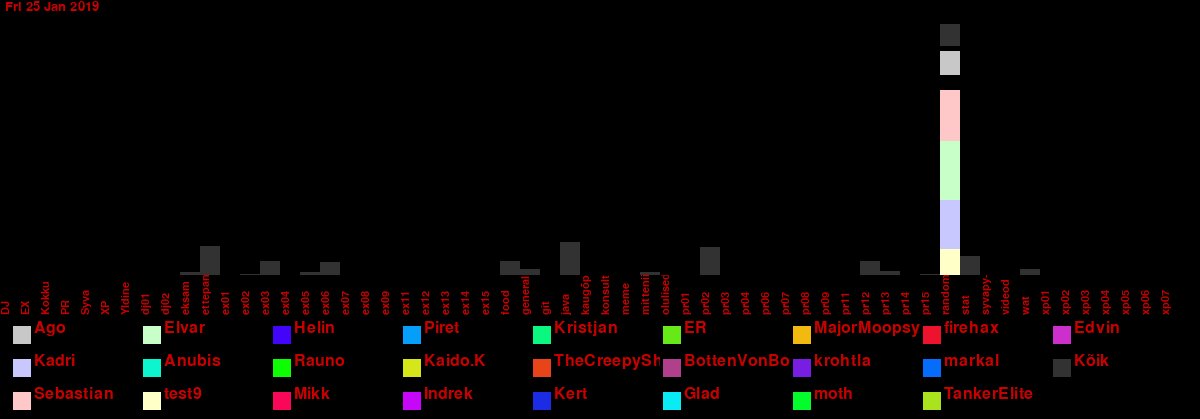 Fri 25 Jan 2019
DJ EX Kokku PR Syva XP Yldine dj01 dj02 eksam ettepan ex01 ex02 ex03 ex04 ex05 ex06 ex07 ex08 ex09 ex11 ex12 ex13 ex14 ex15 food general git java kaugõp konsult meme mitteniii olulised pr01 pr02 pr03 pr04 pr06 pr07 pr08 pr09 pr11 pr12 pr13 pr14 pr15 random stat syvapy- videod wat xp01 xp02 xp03 xp04 xp05 xp06 xp07
Ago Elvar Helin Piret Kristjan ER MajorMoopsy firehax Edvin
Kadri Anubis Rauno Kaido.K TheCreepySh BottenVonBo krohtla markal Kõik
Sebastian test9 Mikk Indrek Kert Glad moth TankerElite